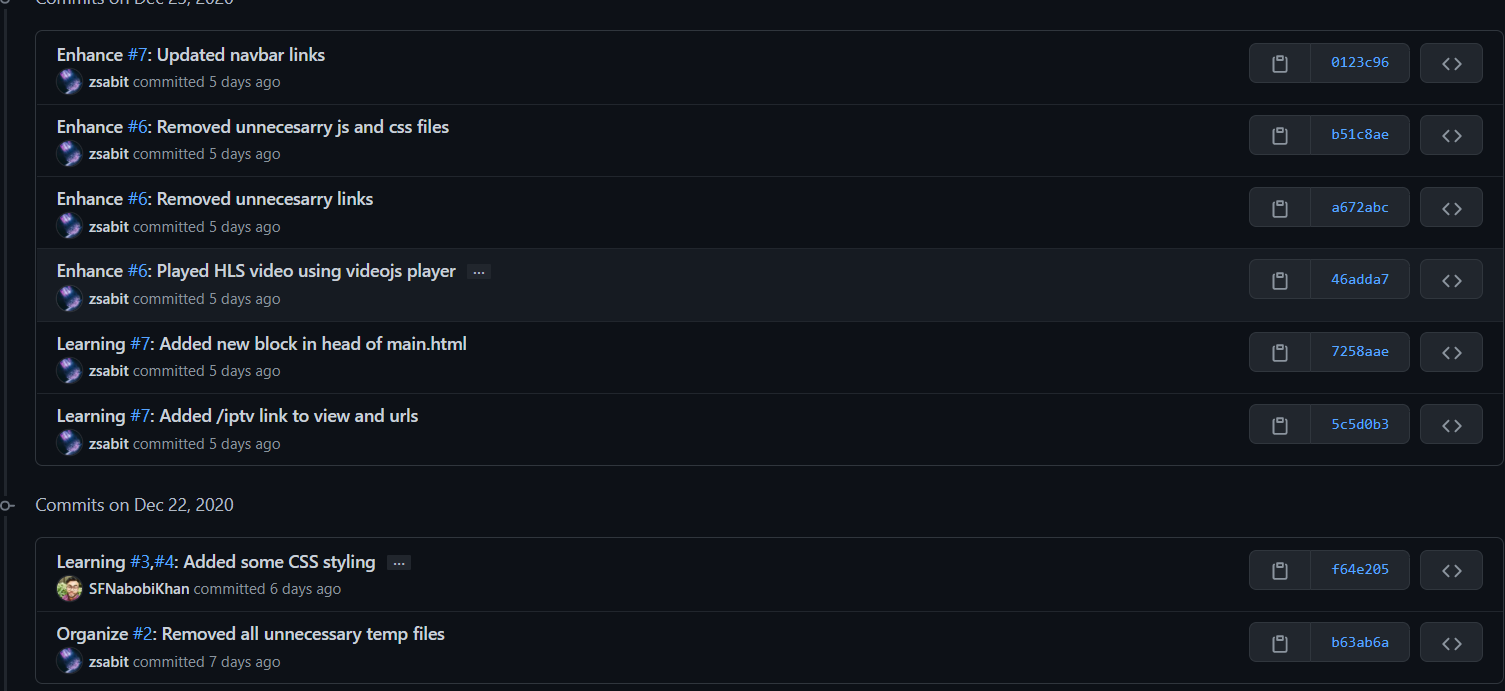 Commits on Dec 23, 2020
Enhance #7: Updated navbar links
zsabit committed 5 days ago
0123c96
Enhance #6: Removed unnecesarry js and css files
zsabit committed 5 days ago
b51c8ae
Enhance #6: Removed unnecesarry links
zsabit committed 5 days ago
a672abc
Enhance #6: Played HLS video using videojs player ...
zsabit committed 5 days ago
46adda7
Learning #7: Added new block in head of main.html
zsabit committed 5 days ago
7258aae
Learning #7: Added /iptv link to view and urls
zsabit committed 5 days ago
5c5d0b3
Commits on Dec 22, 2020
Learning #3,#4: Added some CSS styling ...
SFNabobiKhan committed 6 days ago
f64e205
Organize #2: Removed all unnecessary temp files
zsabit committed 7 days ago
b63ab6a